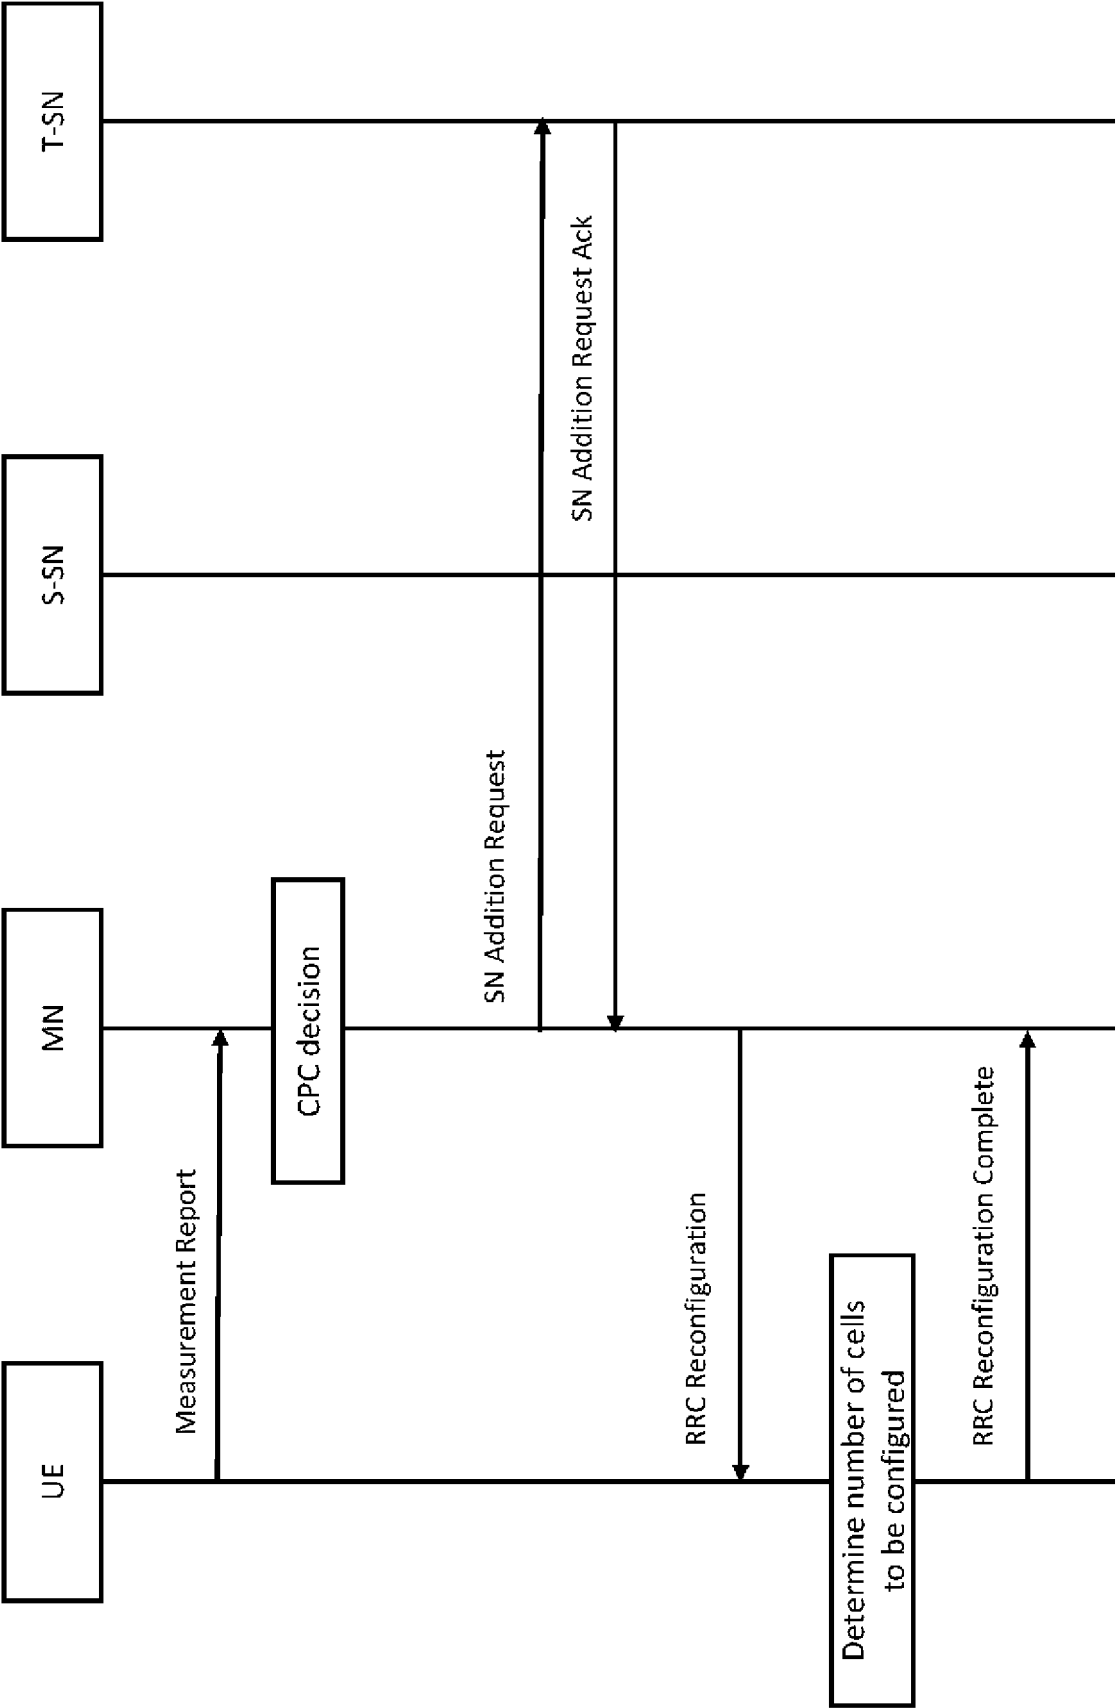 UE
MN
S-SN
T-SN
Measurement Report
CPC decision
SN Addition Request
SN Addition Request Ack
RRC Reconfiguration
Determine number of cells
to be configured
RRC Reconfiguration Complete